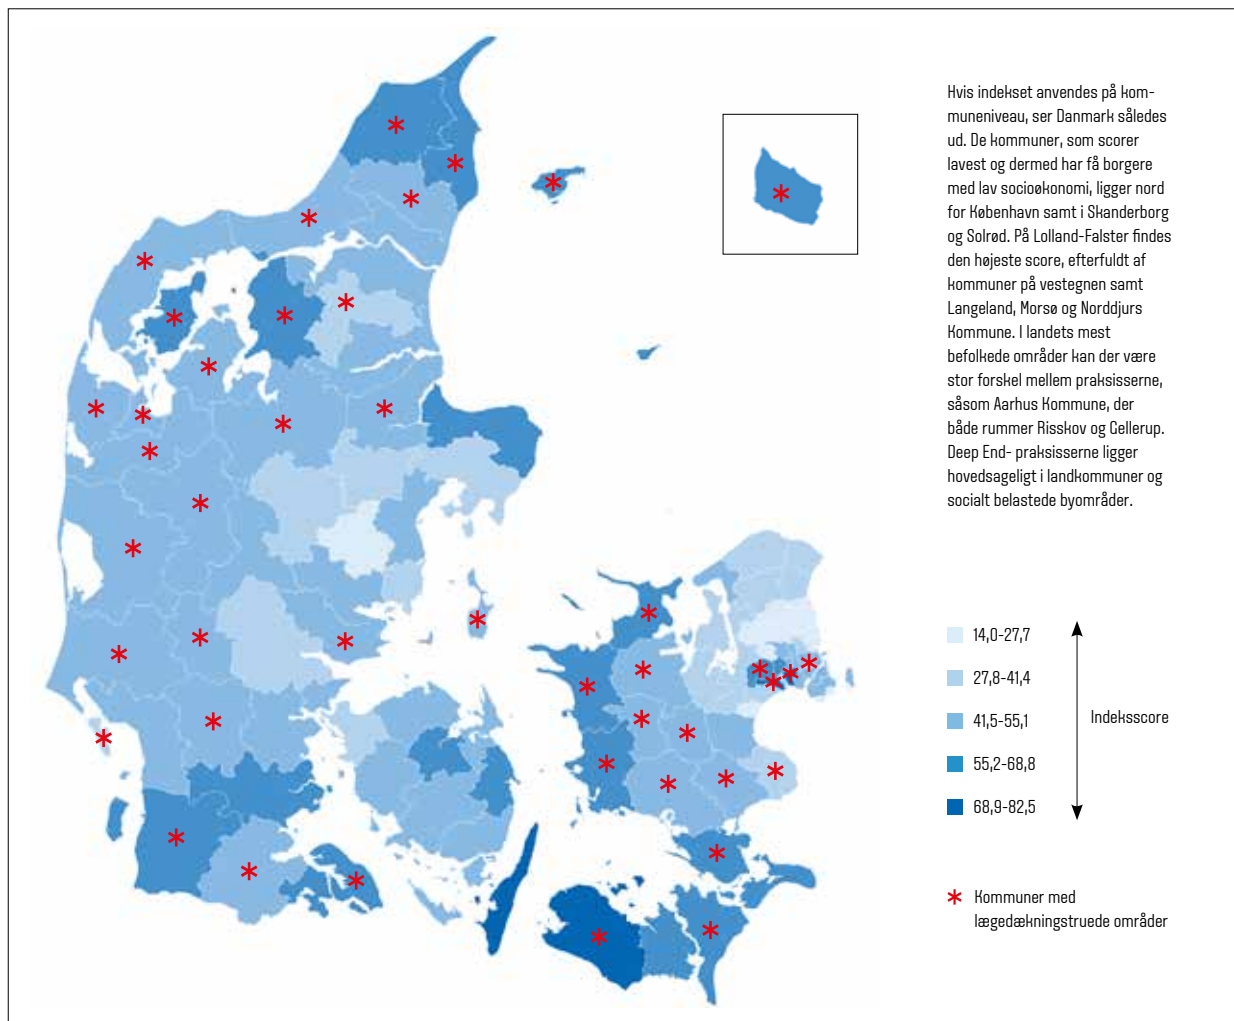 Hvis indekset anvendes på kom-
muneniveau, ser Danmark således
ud. De kommuner, som scorer
lavest og dermed har få borgere
med lav socioøkonomi, ligger nord
for København samt i Skanderborg
og Solrød. På Lolland-Falster findes
den højeste score, efterfuldt af
kommuner på vestegnen samt
Langeland, Morsø og Norddjurs
Kommune. I landets mest
befolkede områder kan der være
stor forskel mellem praksisserne,
såsom Aarhus Kommune, der
både rummer Risskov og Gellerup.
Deep End- praksisserne ligger
hovedsageligt i landkommuner og
socialt belastede byområder.
14,0-27,7
27,8-41,4
41,5-55,1
55,2-68,8
68,9-82,5
Indeksscore
Kommuner med
lægedækningstruede områder